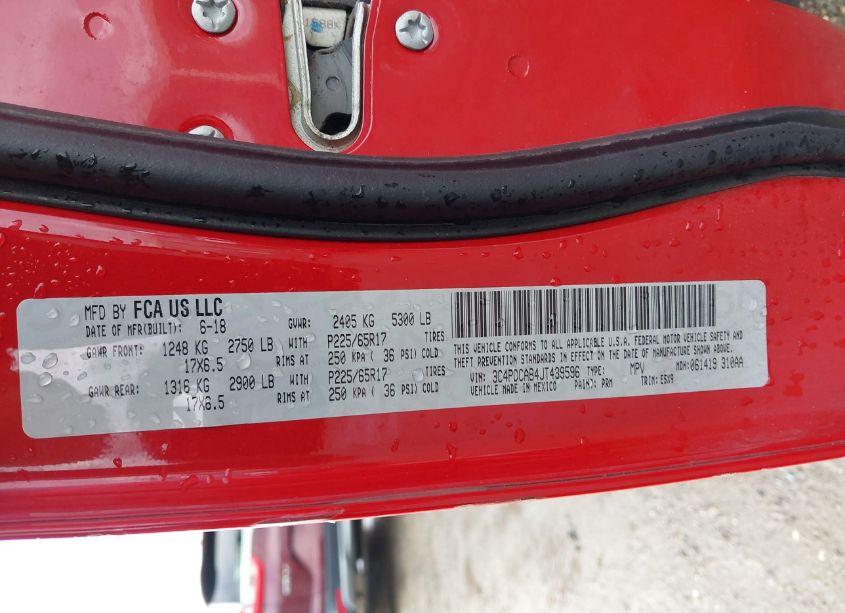 MFD BY FCA US LLC
DATE OF MFR(BUILT): 6-18 GVWR: 2405 KG 5300 LB
GAWR FRONT: 1248 KG 2750 LB WITH P225/65R17 TIRES
17X6.5 RIMS AT 250 KPA ( 36 PSI) COLD
GAWR REAR: 1316 KG 2900 LB WITH P225/65R17 TIRES
17X6.5 RIMS AT 250 KPA ( 36 PSI) COLD
THIS VEHICLE CONFORMS TO ALL APPLICABLE U.S.A. FEDERAL MOTOR VEHICLE SAFETY AND
THEFT PREVENTION STANDARDS IN EFFECT ON THE DATE OF MANUFACTURE SHOWN ABOVE.
VIN: 3C4PDCAB4JT439596 TYPE: MPV MDH: 061419 310AA
VEHICLE MADE IN MEXICO PAINT: PRM TRIM: E5X9